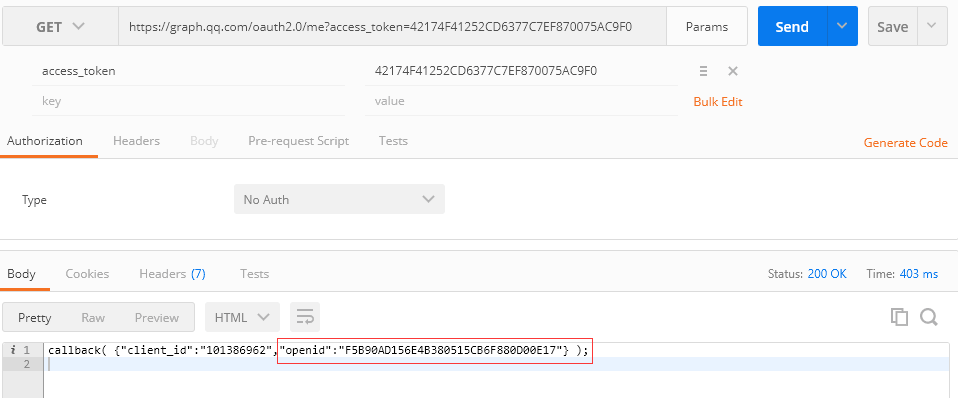 GET https://graph.qq.com/oauth2.0/me?access_token=42174F41252CD6377C7EF870075AC9F0 Params Send Save
access_token 42174F41252CD6377C7EF870075AC9F0
key value Bulk Edit
Authorization Headers Body Pre-request Script Tests Generate Code
Type No Auth
Body Cookies Headers (7) Tests Status: 200 OK Time: 403 ms
Pretty Raw Preview HTML
i 1 callback( {"client_id":"101386962","openid":"F5B90AD156E4B380515CB6F880D00E17"} );
2